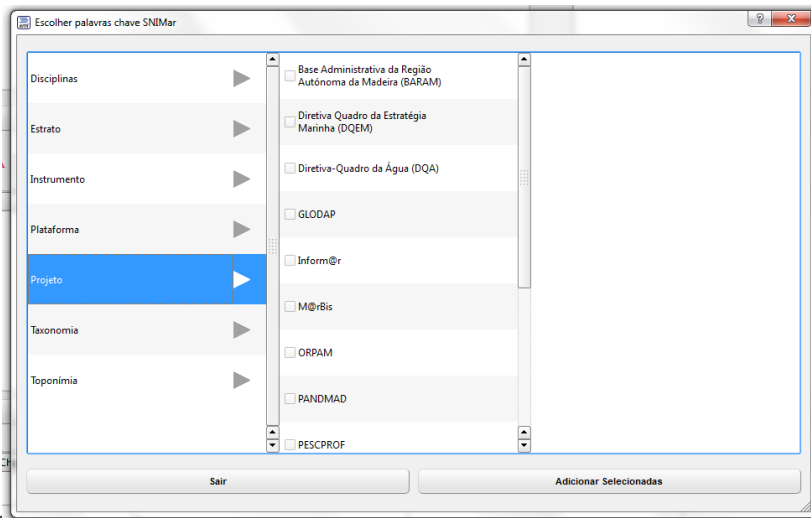 Escolher palavras chave SNIMar
Disciplinas
Estrato
Instrumento
Plataforma
Projeto
Taxonomia
Toponímia
Base Administrativa da Região
Autónoma da Madeira (BARAM)
Diretiva Quadro da Estratégia
Marinha (DQEM)
Diretiva-Quadro da Água (DQA)
GLODAP
Inform@r
M@rBis
ORPAM
PANDMAD
PESCPROF
Sair
Adicionar Selecionadas